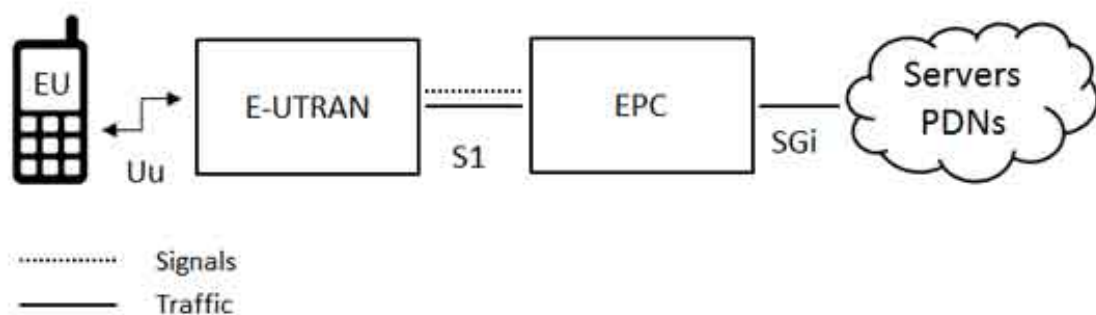 EU
E-UTRAN
EPC
Servers
PDNs
Uu
S1
SGi
Signals
Traffic